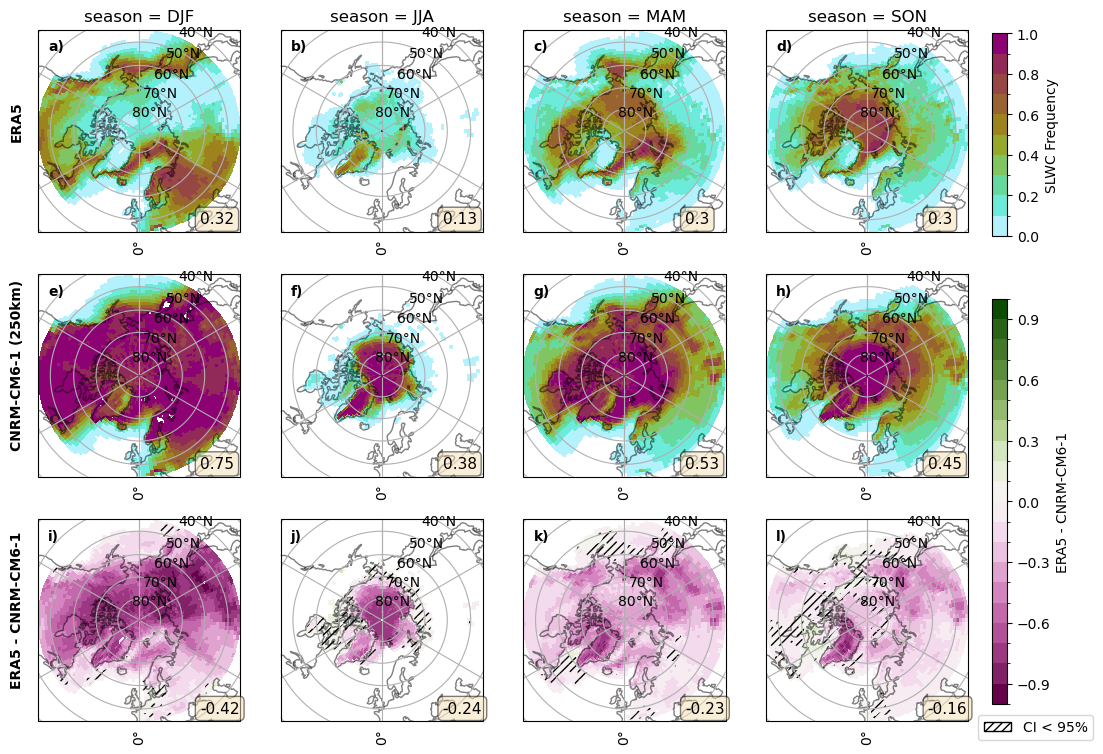 season = DJF
season = JJA
season = MAM
season = SON
ERA5
a)
40°N
50°N
60°N
70°N
80°N
0.32
0°
b)
40°N
50°N
60°N
70°N
80°N
0.13
0°
c)
40°N
50°N
60°N
70°N
80°N
0.3
0°
d)
40°N
50°N
60°N
70°N
80°N
0.3
0°
1.0
0.8
0.6
0.4
0.2
0.0
SLWC Frequency
CNRM-CM6-1 (250km)
e)
40°N
50°N
60°N
70°N
80°N
0.75
0°
f)
40°N
50°N
60°N
70°N
80°N
0.38
0°
g)
40°N
50°N
60°N
70°N
80°N
0.53
0°
h)
40°N
50°N
60°N
70°N
80°N
0.45
0°
ERA5 - CNRM-CM6-1
i)
40°N
50°N
60°N
70°N
80°N
-0.42
0°
j)
40°N
50°N
60°N
70°N
80°N
-0.24
0°
k)
40°N
50°N
60°N
70°N
80°N
-0.23
0°
l)
40°N
50°N
60°N
70°N
80°N
-0.16
0°
0.9
0.6
0.3
0.0
−0.3
−0.6
−0.9
ERA5 - CNRM-CM6-1
CI < 95%